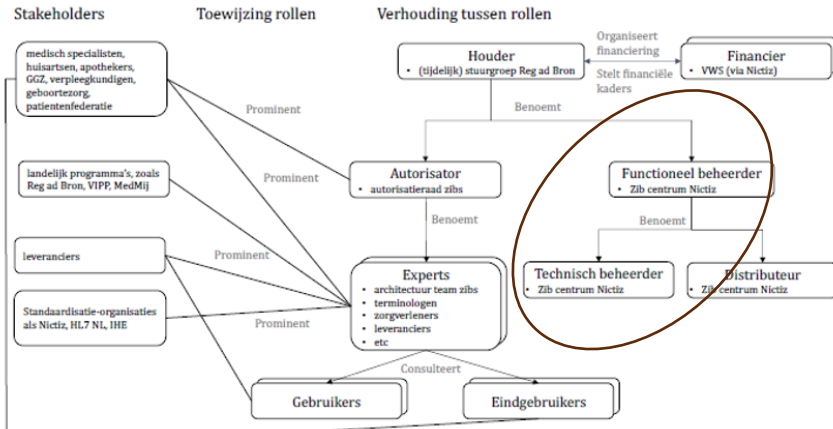 Stakeholders
Toewijzing rollen
Verhouding tussen rollen
medisch specialisten,
huisartsen, apothekers,
GGZ, verpleegkundigen,
geboortezorg,
patientenfederatie
Houder
• (tijdelijk) stuurgroep Reg ad Bron
Organiseert
financiering
Stelt financiële
kaders
Financier
• VWS (via Nictiz)
Prominent
Benoemt
landelijk programma's, zoals
Reg ad Bron, VIPP, MedMij
Prominent
Autorisator
• autorisatieraad zibs
Functioneel beheerder
• Zib centrum Nictiz
Benoemt
Benoemt
leveranciers
Prominent
Experts
• architectuur team zibs
• terminologen
• zorgverleners
• leveranciers
• etc
Technisch beheerder
• Zib centrum Nictiz
Distributeur
• Zib centrum Nictiz
Standaardisatie-organisaties
als Nictiz, HL7 NL, IHE
Prominent
Consulteert
Gebruikers
Eindgebruikers